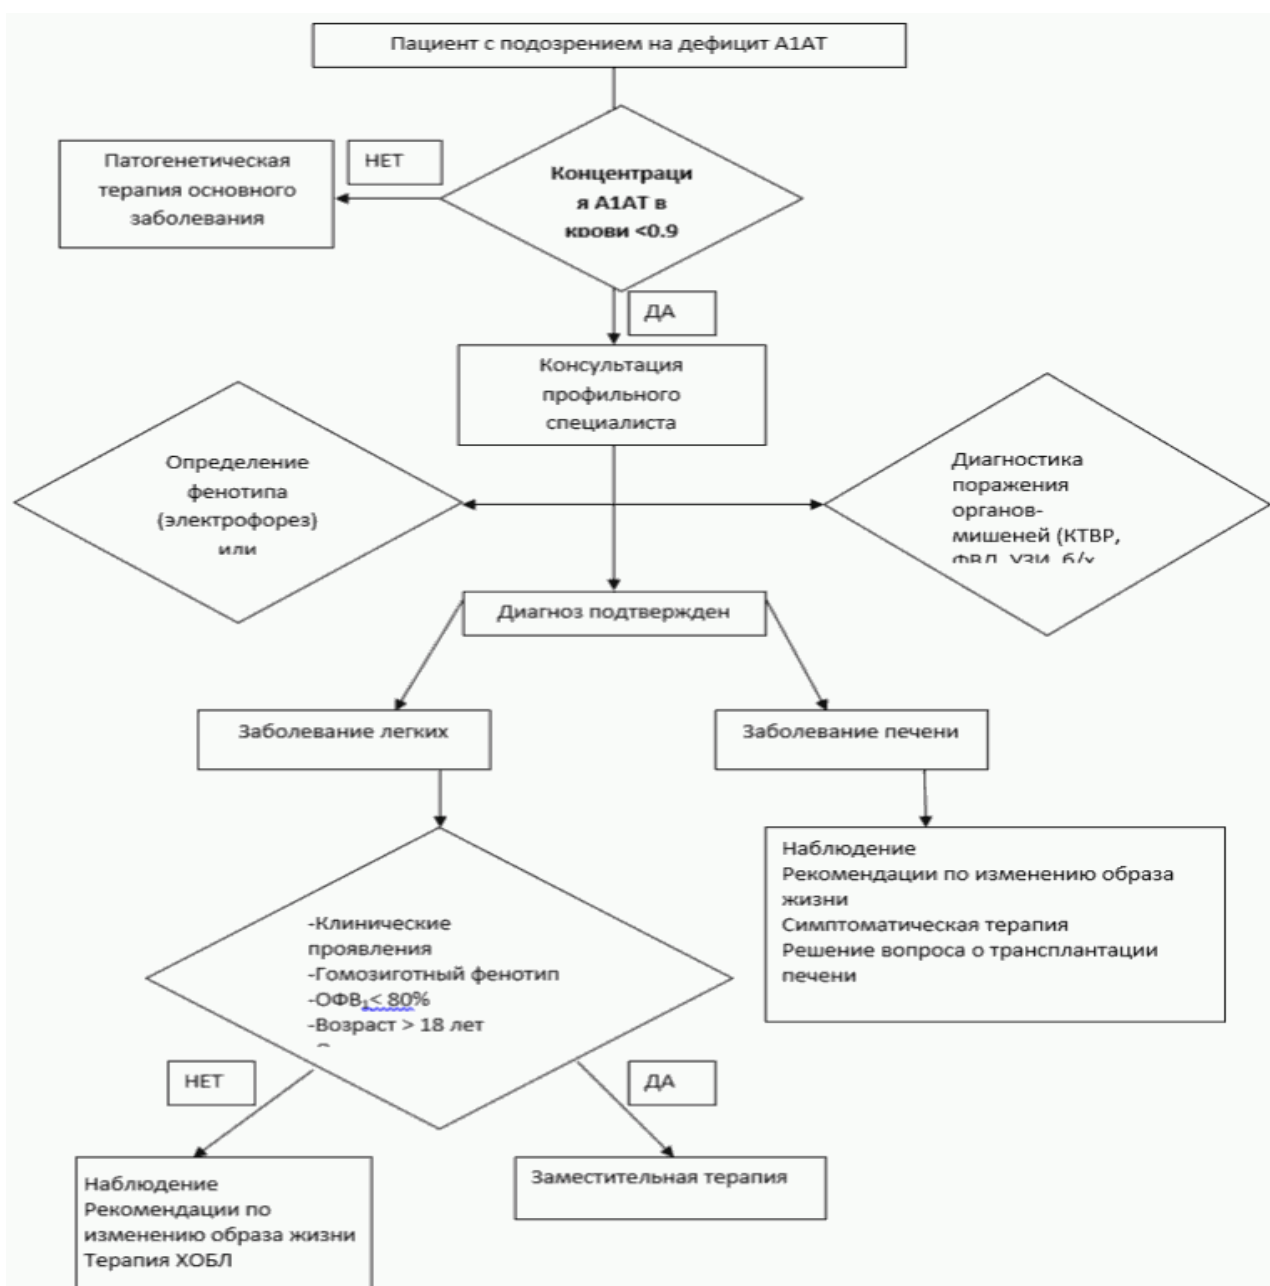 Пациент с подозрением на дефицит А1АТ
Патогенетическая
терапия основного
заболевания
НЕТ
Концентраци
я А1АТ в
крови <0.9
ДА
Консультация
профильного
специалиста
Определение
фенотипа
(электрофорез)
или
Диагностика
поражения
органов-
мишеней (КТВР,
ФВД, УЗИ, б/х
Диагноз подтвержден
Заболевание легких
Заболевание печени
-Клинические
проявления
-Гомозиготный фенотип
-ОФВ₁< 80%
-Возраст > 18 лет
Наблюдение
Рекомендации по изменению образа
жизни
Симптоматическая терапия
Решение вопроса о трансплантации
печени
НЕТ
ДА
Наблюдение
Рекомендации по
изменению образа жизни
Терапия ХОБЛ
Заместительная терапия